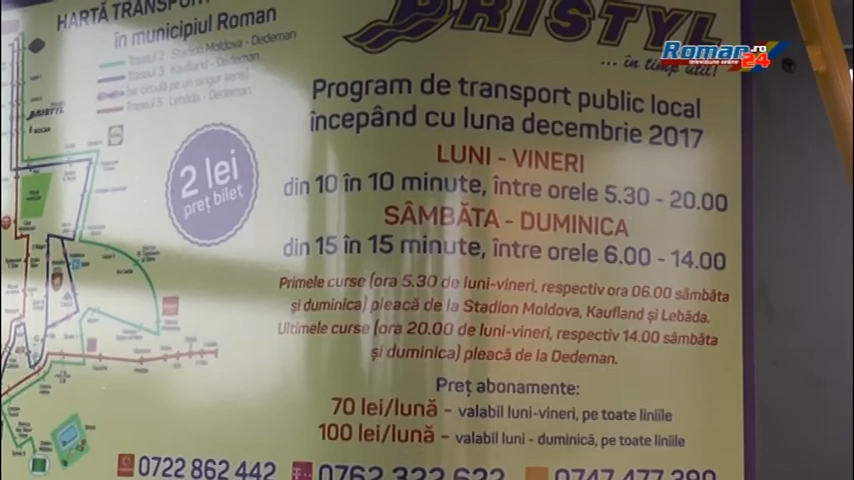 HARTĂ TRANSPORT
în municipiul Roman
Traseul 2 Stadion Moldova - Dedeman
Traseul 3 Kaufland - Dedeman
(se circulă pe un singur sens)
Traseul 5 Lebăda - Dedeman
BRISTYL
... în timp util!
Roman .ro
televiziune online 24
Program de transport public local
începând cu luna decembrie 2017
LUNI - VINERI
din 10 în 10 minute, între orele 5.30 - 20.00
SÂMBĂTA - DUMINICA
din 15 în 15 minute, între orele 6.00 - 14.00
2 lei
preț bilet
Primele curse (ora 5.30 de luni-vineri, respectiv ora 06.00 sâmbăta
și duminica) pleacă de la Stadion Moldova, Kaufland și Lebăda.
Ultimele curse (ora 20.00 de luni-vineri, respectiv 14.00 sâmbăta
și duminica) pleacă de la Dedeman.
Preț abonamente:
70 lei/lună - valabil luni-vineri, pe toate liniile
100 lei/lună - valabil luni - duminică, pe toate liniile
0722 862 442
0762 322 622
0747 477 290
BRISTYL